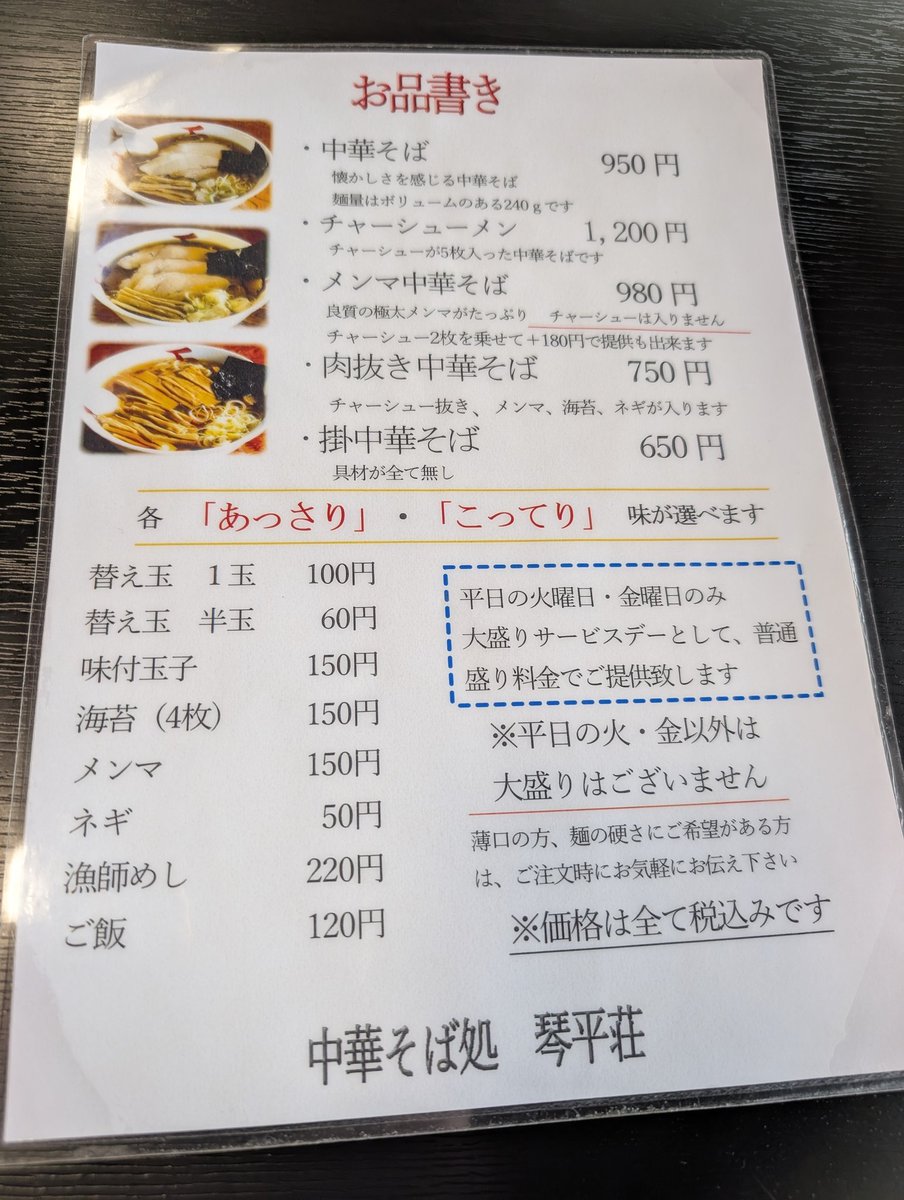 お品書き
・中華そば 950円
懐かしさを感じる中華そば
麺量はボリュームのある240gです
・チャーシューメン 1,200円
チャーシューが5枚入った中華そばです
・メンマ中華そば 980円
良質の極太メンマがたっぷり チャーシューは入りません
チャーシュー2枚を乗せて+180円で提供も出来ます
・肉抜き中華そば 750円
チャーシュー抜き、メンマ、海苔、ネギが入ります
・掛中華そば 650円
具材が全て無し
各 「あっさり」・「こってり」 味が選べます
替え玉 1玉 100円
替え玉 半玉 60円
味付玉子 150円
海苔(4枚) 150円
メンマ 150円
ネギ 50円
漁師めし 220円
ご飯 120円
平日の火曜日・金曜日のみ
大盛りサービスデーとして、普通
盛り料金でご提供致します
※平日の火・金以外は
大盛りはございません
薄口の方、麺の硬さにご希望がある方
は、ご注文時にお気軽にお伝え下さい
※価格は全て税込みです
中華そば処 琴平荘